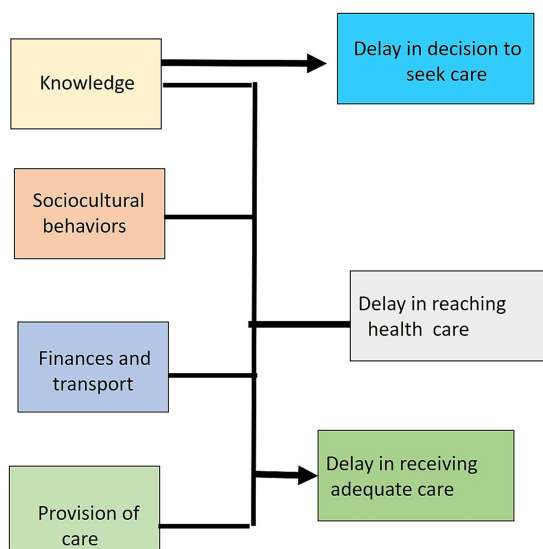 Knowledge
Delay in decision to
seek care
Sociocultural
behaviors
Delay in reaching
health care
Finances and
transport
Delay in receiving
adequate care
Provision of
care